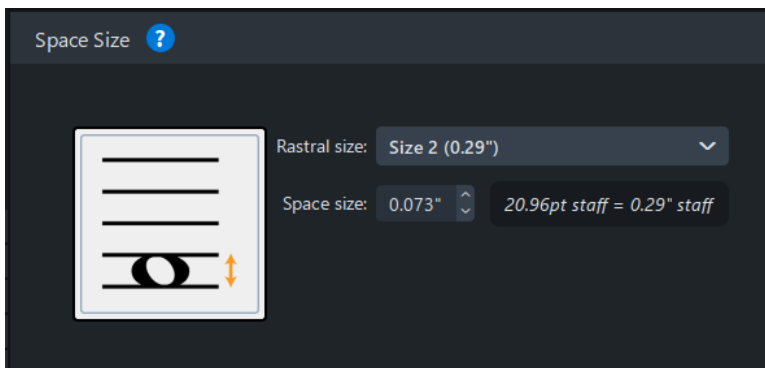 Space Size ?
Rastral size: Size 2 (0.29")
Space size: 0.073" 20.96pt staff = 0.29" staff